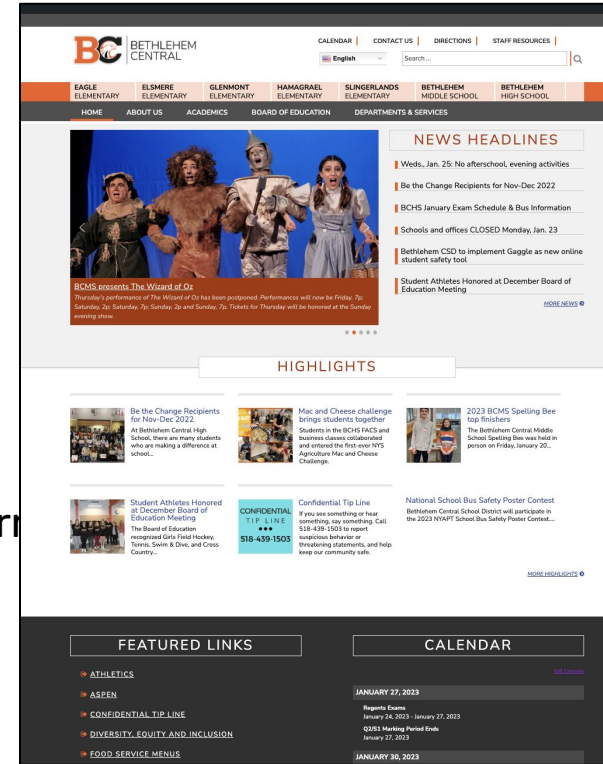 BC BETHLEHEM
CENTRAL
CALENDAR CONTACT US DIRECTIONS STAFF RESOURCES
English Search...
EAGLE
ELEMENTARY
ELSMERE
ELEMENTARY
GLENMONT
ELEMENTARY
HAMAGRAEL
ELEMENTARY
SLINGERLANDS
ELEMENTARY
BETHLEHEM
MIDDLE SCHOOL
BETHLEHEM
HIGH SCHOOL
HOME ABOUT US ACADEMICS BOARD OF EDUCATION DEPARTMENTS & SERVICES
BCMS presents The Wizard of Oz
Thursday's performance of The Wizard of Oz has been postponed. Performances will now be Friday, 7p;
Saturday, 2p; Saturday, 7p; Sunday, 2p and Sunday, 7p. Tickets for Thursday will be honored at the Sunday
evening show.
NEWS HEADLINES
Weds., Jan. 25: No afterschool, evening activities
Be the Change Recipients for Nov-Dec 2022
BCHS January Exam Schedule & Bus Information
Schools and offices CLOSED Monday, Jan. 23
Bethlehem CSD to implement Gaggle as new online
student safety tool
Student Athletes Honored at December Board of
Education Meeting
MORE NEWS
HIGHLIGHTS
Be the Change Recipients
for Nov-Dec 2022
At Bethlehem Central High
School, there are many students
who are making a difference at
school...
Mac and Cheese challenge
brings students together
Students in the BCHS FACS and
business classes collaborated
and entered the first-ever NYS
Agriculture Mac and Cheese
Challenge.
2023 BCMS Spelling Bee
top finishers
The Bethlehem Central Middle
School Spelling Bee was held in
person on Friday, January 20...
Student Athletes Honored
at December Board of
Education Meeting
The Board of Education
recognized Girls Field Hockey,
Tennis, Swim & Dive, and Cross
Country...
CONFIDENTIAL
TIP LINE
518-439-1503
Confidential Tip Line
If you see something or hear
something, say something. Call
518-439-1503 to report
suspicious behavior or
threatening statements, and help
keep our community safe.
National School Bus Safety Poster Contest
Bethlehem Central School District will participate in
the 2023 NYAPT School Bus Safety Poster Contest....
MORE HIGHLIGHTS
FEATURED LINKS
ATHLETICS
ASPEN
CONFIDENTIAL TIP LINE
DIVERSITY, EQUITY AND INCLUSION
FOOD SERVICE MENUS
CALENDAR
JANUARY 27, 2023
Regents Exams
January 24, 2023 - January 27, 2023
Q2/S1 Marking Period Ends
January 27, 2023
JANUARY 30, 2023